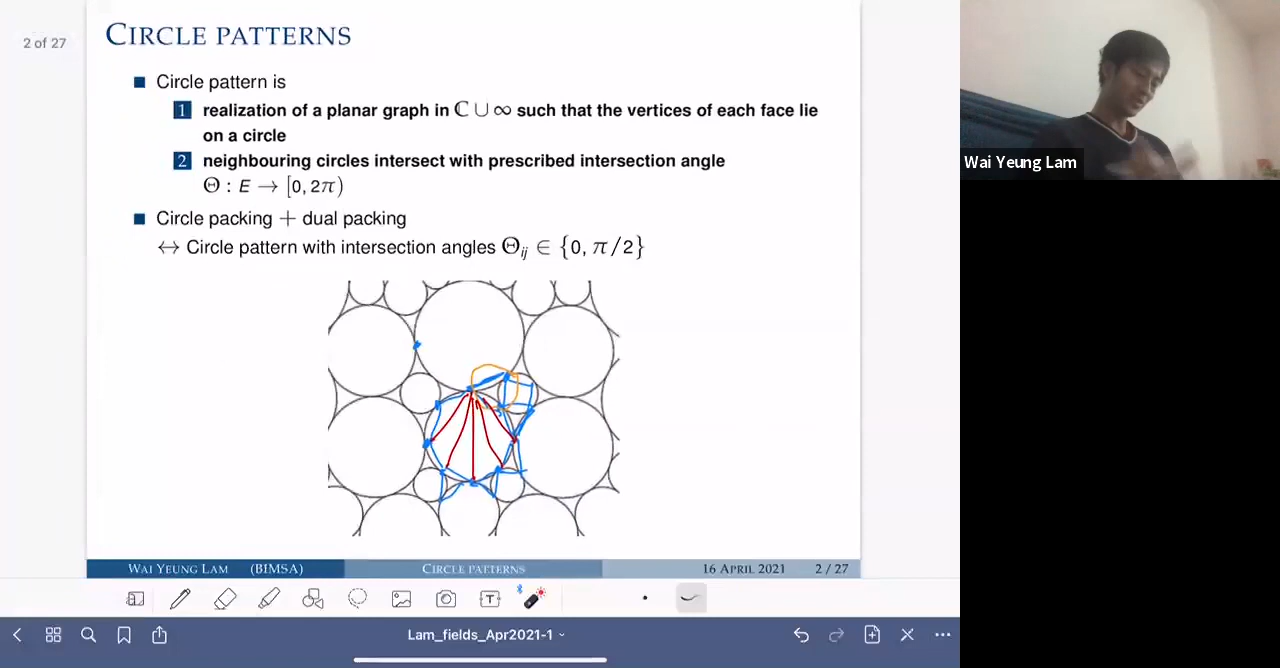 2 of 27
CIRCLE PATTERNS
Circle pattern is
1 realization of a planar graph in ℂ ∪ ∞ such that the vertices of each face lie
on a circle
2 neighbouring circles intersect with prescribed intersection angle
Θ : E → [0, 2π)
Circle packing + dual packing
↔ Circle pattern with intersection angles Θij ∈ {0, π/2}
WAI YEUNG LAM (BIMSA) CIRCLE PATTERNS 16 APRIL 2021 2 / 27
Lam_fields_Apr2021-1
Wai Yeung Lam